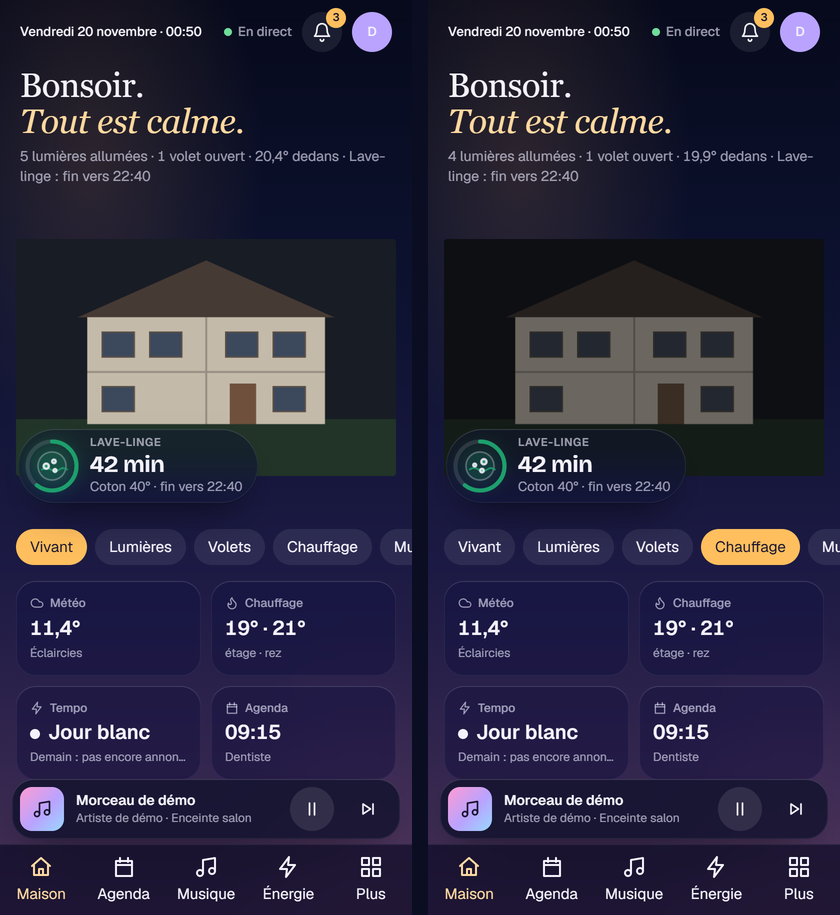 Vendredi 20 novembre · 00:50
En direct
3
D
Bonsoir.
Tout est calme.
5 lumières allumées · 1 volet ouvert · 20,4° dedans · Lave-
linge : fin vers 22:40
LAVE-LINGE
42 min
Coton 40° · fin vers 22:40
Vivant
Lumières
Volets
Chauffage
Mu
Météo
11,4°
Éclaircies
Chauffage
19° · 21°
étage · rez
Tempo
Jour blanc
Demain : pas encore annon…
Agenda
09:15
Dentiste
Morceau de démo
Artiste de démo · Enceinte salon
Maison
Agenda
Musique
Énergie
Plus
Vendredi 20 novembre · 00:50
En direct
3
D
Bonsoir.
Tout est calme.
4 lumières allumées · 1 volet ouvert · 19,9° dedans · Lave-
linge : fin vers 22:40
LAVE-LINGE
42 min
Coton 40° · fin vers 22:40
Vivant
Lumières
Volets
Chauffage
Mu
Météo
11,4°
Éclaircies
Chauffage
19° · 21°
étage · rez
Tempo
Jour blanc
Demain : pas encore annon…
Agenda
09:15
Dentiste
Morceau de démo
Artiste de démo · Enceinte salon
Maison
Agenda
Musique
Énergie
Plus